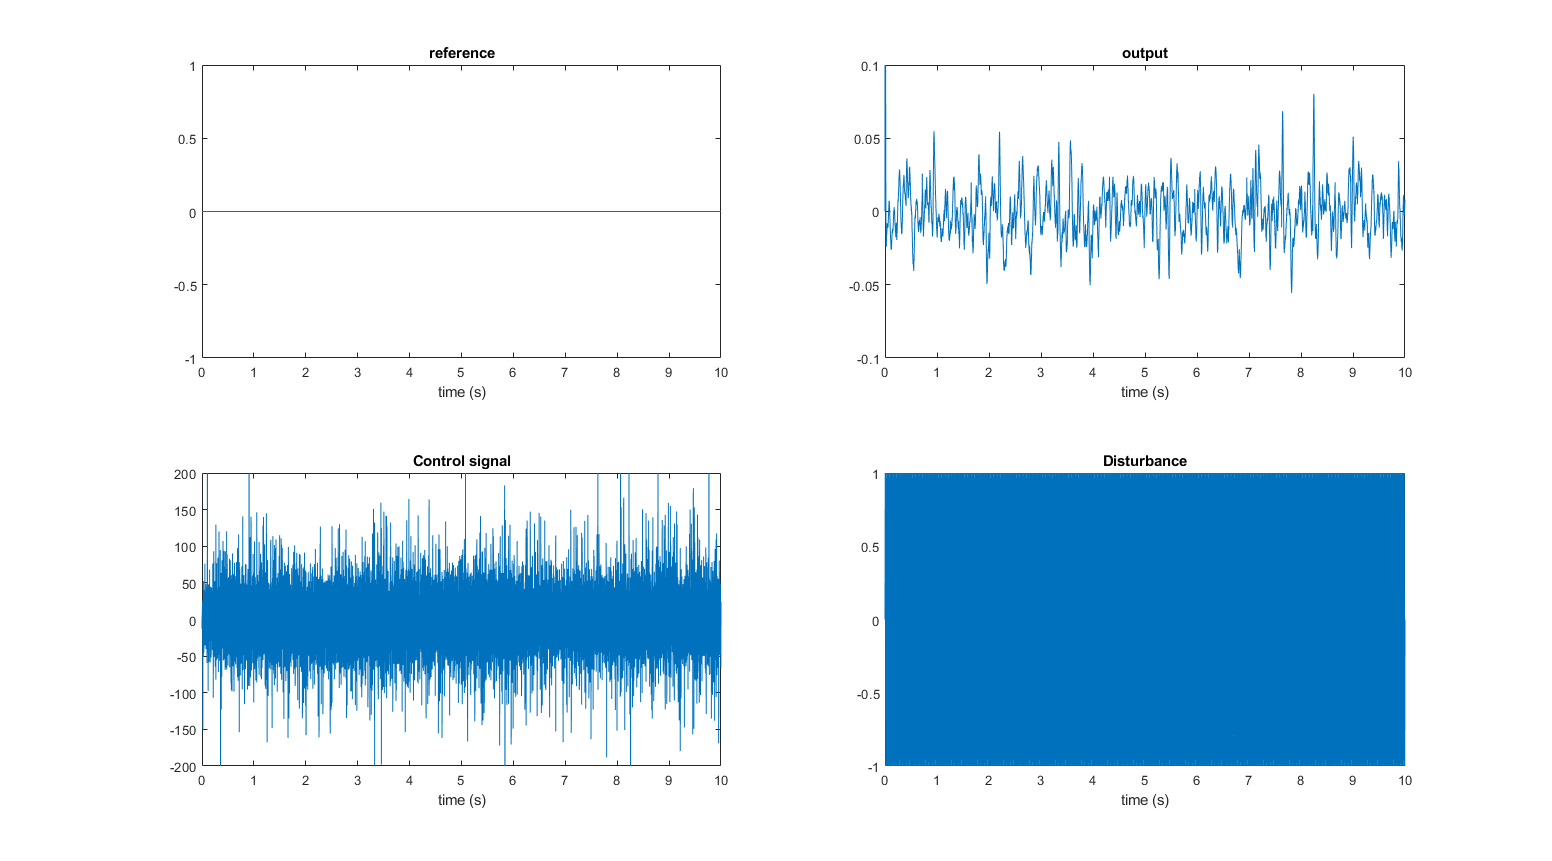 reference
1
0.5
0
-0.5
-1
0 1 2 3 4 5 6 7 8 9 10
time (s)
output
0.1
0.05
0
-0.05
-0.1
0 1 2 3 4 5 6 7 8 9 10
time (s)
Control signal
200
150
100
50
0
-50
-100
-150
-200
0 1 2 3 4 5 6 7 8 9 10
time (s)
Disturbance
1
0.5
0
-0.5
-1
0 1 2 3 4 5 6 7 8 9 10
time (s)